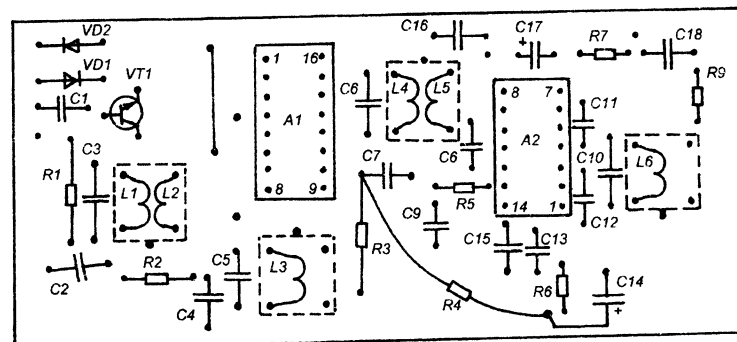 VD2
VD1
C1
VT1
R1
C3
L1
L2
C2
R2
C4
C5
1
16
A1
8
9
L3
C6
L4
L5
C16
C17
+
R7
C18
R9
C7
C6
R5
R3
C9
8
7
A2
14
1
C11
C10
L6
C12
C15
C13
R4
R6
C14
+